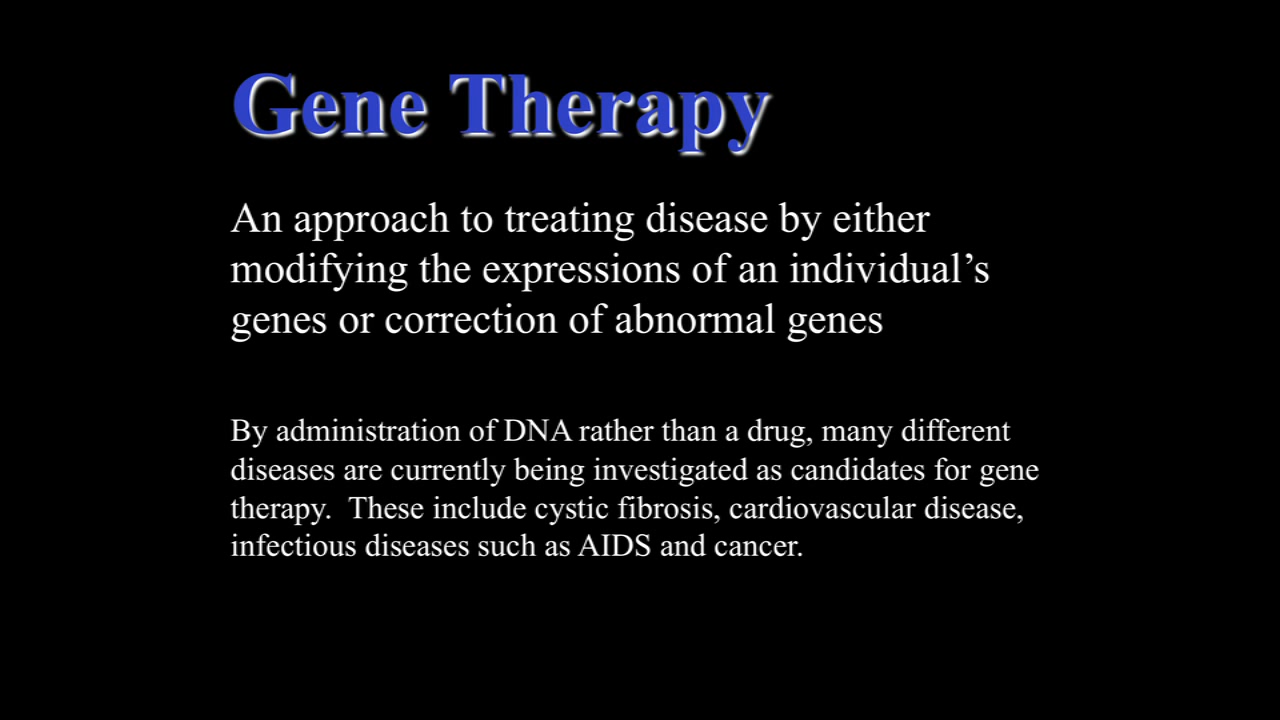 Gene Therapy
An approach to treating disease by either
modifying the expressions of an individual’s
genes or correction of abnormal genes
By administration of DNA rather than a drug, many different
diseases are currently being investigated as candidates for gene
therapy.  These include cystic fibrosis, cardiovascular disease,
infectious diseases such as AIDS and cancer.